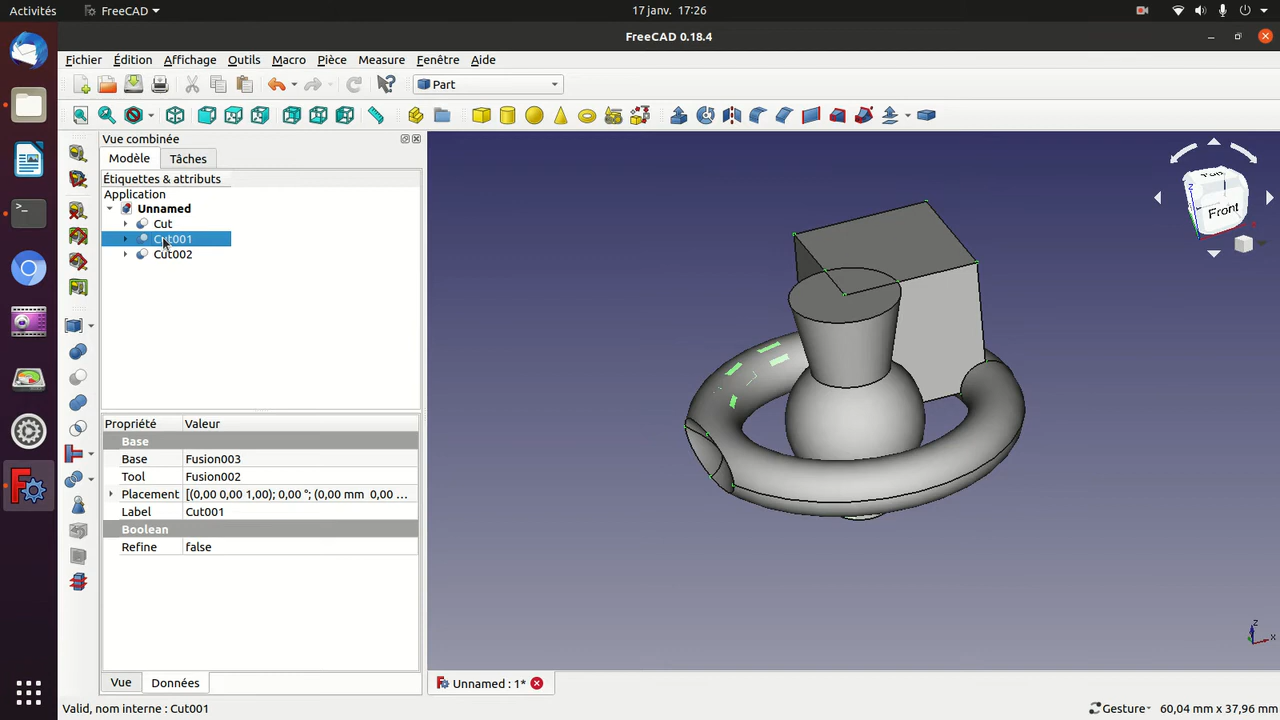 Activités
FreeCAD
17 janv. 17:26
FreeCAD 0.18.4
Fichier Édition Affichage Outils Macro Pièce Mesure Fenêtre Aide
Part
Vue combinée
Modèle Tâches
Étiquettes & attributs
Application
Unnamed
Cut
Cut001
Cut002
Propriété Valeur
Base
Base Fusion003
Tool Fusion002
Placement [(0,00 0,00 1,00); 0,00 °; (0,00 mm 0,00 ...
Label Cut001
Boolean
Refine false
Vue Données
Front
Z
X
Unnamed : 1*
Valid, nom interne : Cut001
Gesture
60,04 mm x 37,96 mm